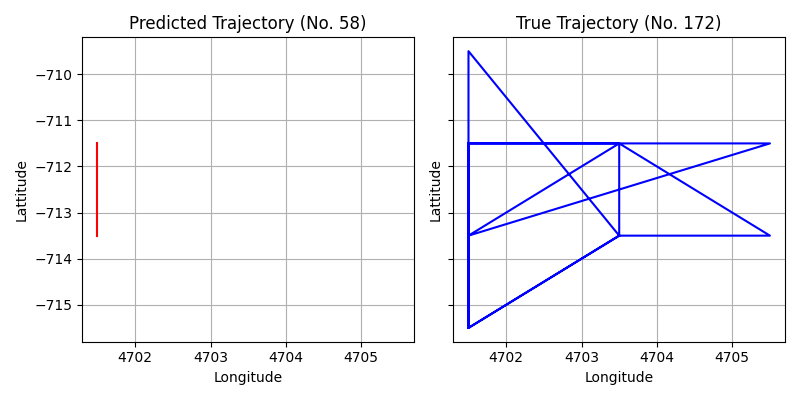 Predicted Trajectory (No. 58)
True Trajectory (No. 172)
−710
−711
−712
−713
−714
−715
Lattitude
Lattitude
4702
4703
4704
4705
4702
4703
4704
4705
Longitude
Longitude